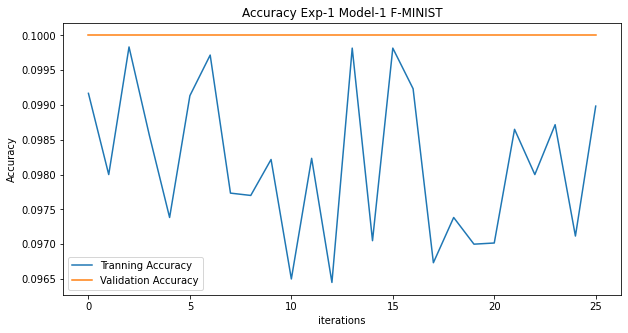 Accuracy Exp-1 Model-1 F-MINIST
0.1000
0.0995
0.0990
0.0985
0.0980
0.0975
0.0970
0.0965
Accuracy
Tranning Accuracy
Validation Accuracy
0
5
10
15
20
25
iterations